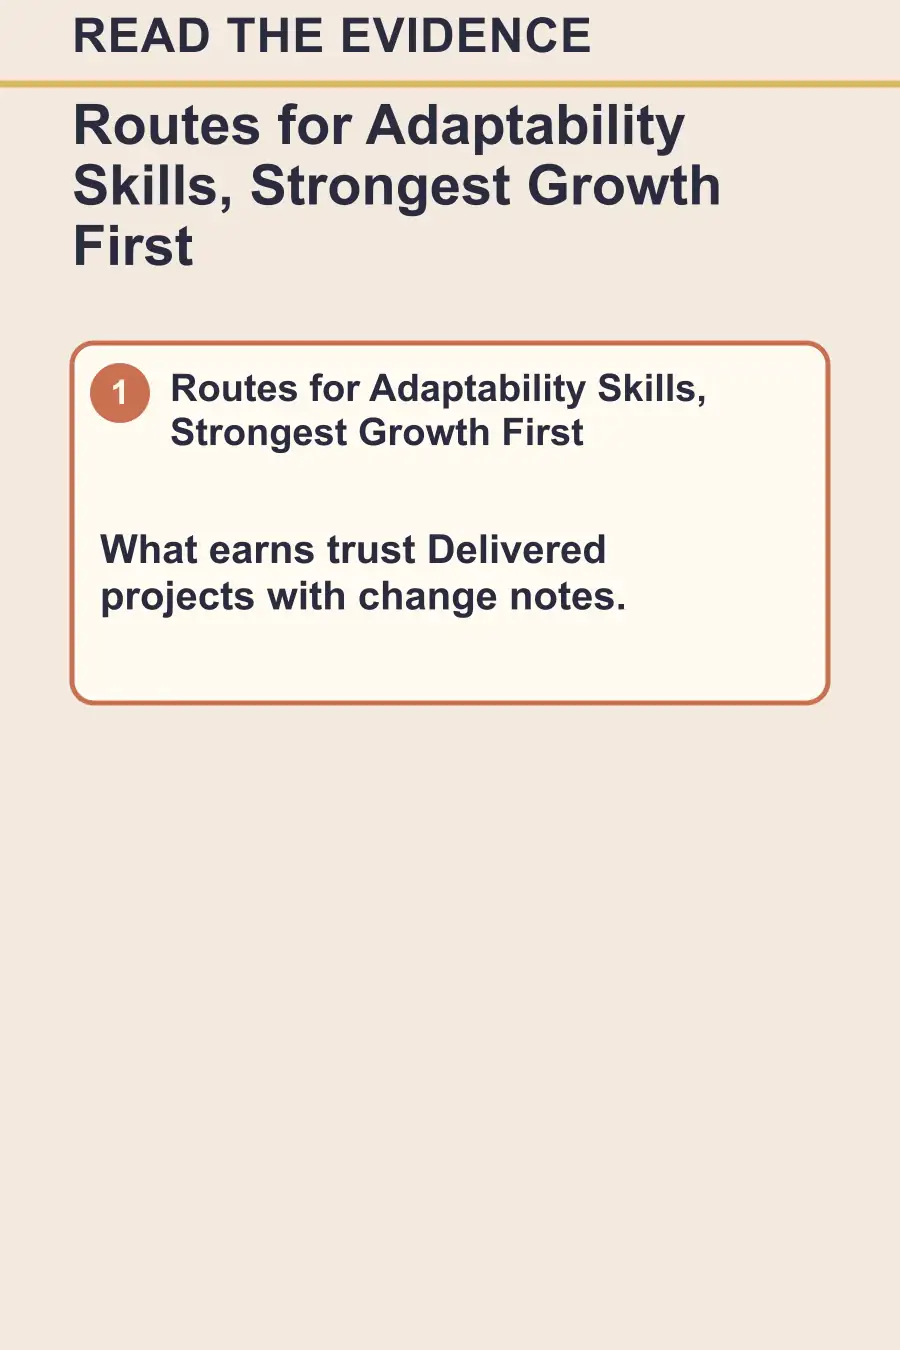 READ THE EVIDENCE
Routes for Adaptability
Skills, Strongest Growth
First
1
Routes for Adaptability Skills,
Strongest Growth First
What earns trust Delivered
projects with change notes.